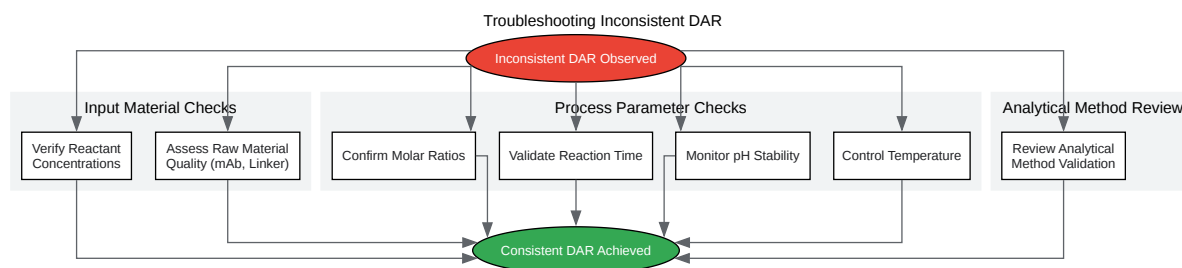 Troubleshooting Inconsistent DAR
Inconsistent DAR Observed
Input Material Checks
Process Parameter Checks
Analytical Method Review
Verify Reactant
Concentrations
Assess Raw Material
Quality (mAb, Linker)
Confirm Molar Ratios
Validate Reaction Time
Monitor pH Stability
Control Temperature
Review Analytical
Method Validation
Consistent DAR Achieved